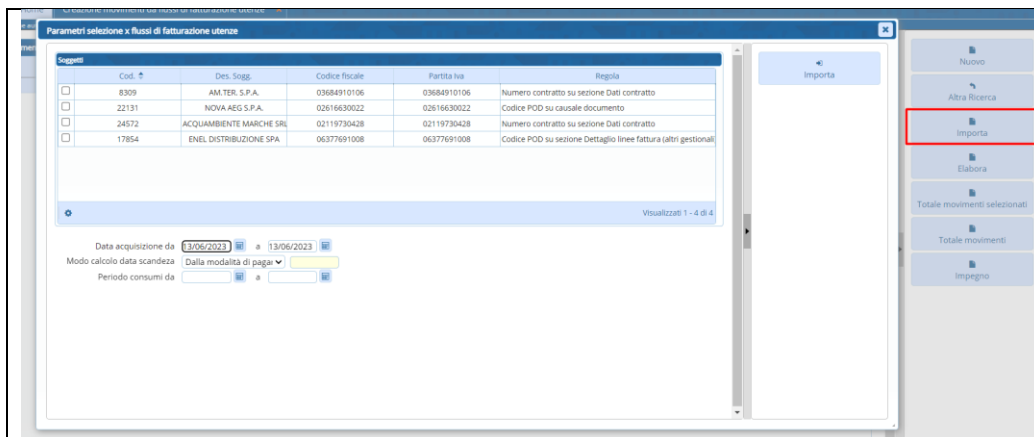 Creazione movimenti da flussi di fatturazione utenze
Parametri selezione x flussi di fatturazione utenze
Soggetti
Cod. Des. Sogg. Codice fiscale Partita Iva Regola
8309 AM.TER. S.P.A. 03684910106 03684910106 Numero contratto su sezione Dati contratto
22131 NOVA AEG S.P.A. 02616630022 02616630022 Codice POD su causale documento
24572 ACQUAMBIENTE MARCHE SRL 02119730428 02119730428 Numero contratto su sezione Dati contratto
17854 ENEL DISTRIBUZIONE SPA 06377691008 06377691008 Codice POD su sezione Dettaglio linee fattura (altri gestionali
Visualizzati 1 - 4 di 4
Data acquisizione da 13/06/2023 a 13/06/2023
Modo calcolo data scandeza Dalla modalità di pagar
Periodo consumi da a
Importa
Nuovo
Altra Ricerca
Importa
Elabora
Totale movimenti selezionati
Totale movimenti
Impegno